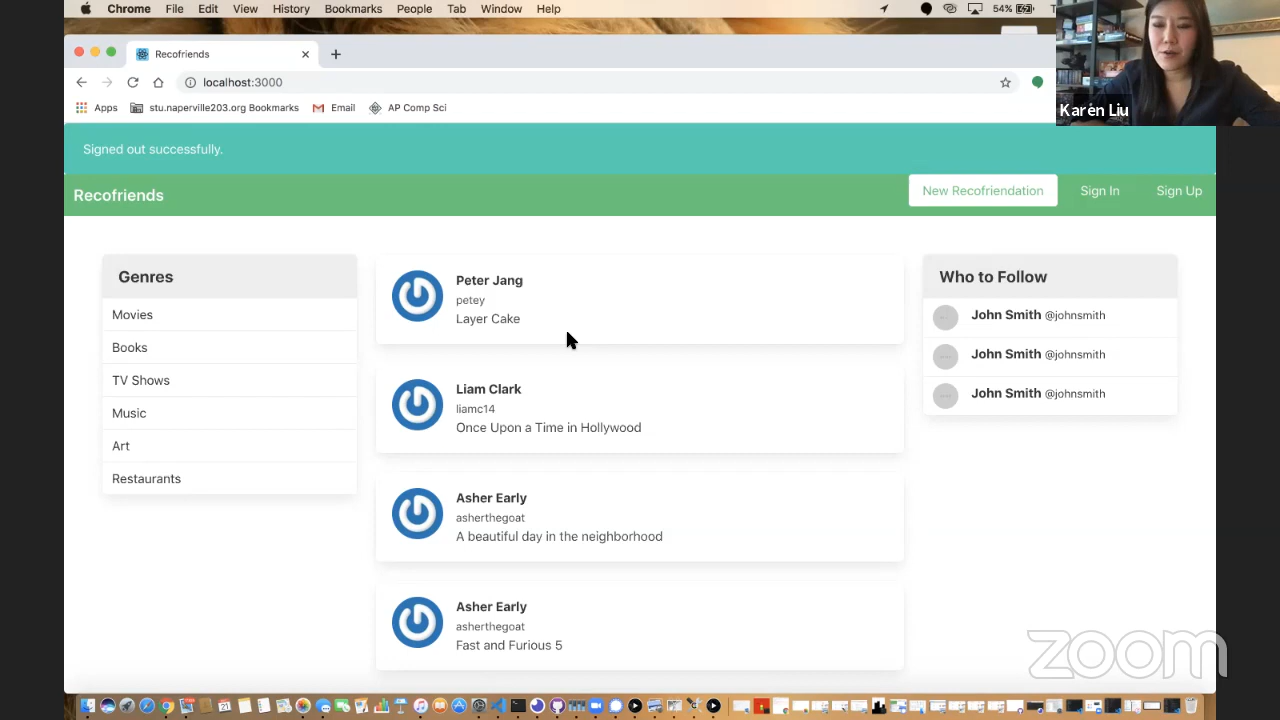 Chrome File Edit View History Bookmarks People Tab Window Help 54%
Recofriends
localhost:3000
Apps stu.naperville203.org Bookmarks Email AP Comp Sci
Karen Liu
Signed out successfully.
Recofriends New Recofriendation Sign In Sign Up
Genres
Movies
Books
TV Shows
Music
Art
Restaurants
Peter Jang
petey
Layer Cake
Liam Clark
liamc14
Once Upon a Time in Hollywood
Asher Early
asherthegoat
A beautiful day in the neighborhood
Asher Early
asherthegoat
Fast and Furious 5
Who to Follow
John Smith @johnsmith
John Smith @johnsmith
John Smith @johnsmith
zoom